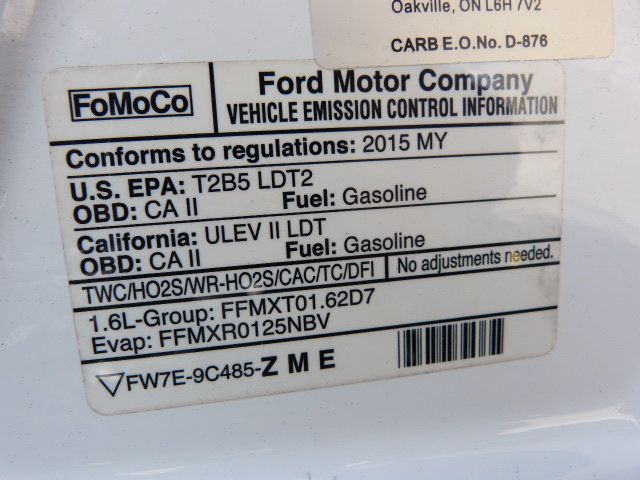 Oakville, ON L6H 7V2
CARB E.O.No. D-876
FoMoCo
Ford Motor Company
VEHICLE EMISSION CONTROL INFORMATION
Conforms to regulations: 2015 MY
U.S. EPA: T2B5 LDT2
OBD: CA II Fuel: Gasoline
California: ULEV II LDT
OBD: CA II Fuel: Gasoline
TWC/HO2S/WR-HO2S/CAC/TC/DFI No adjustments needed.
1.6L-Group: FFMXT01.62D7
Evap: FFMXR0125NBV
FW7E-9C485-ZME